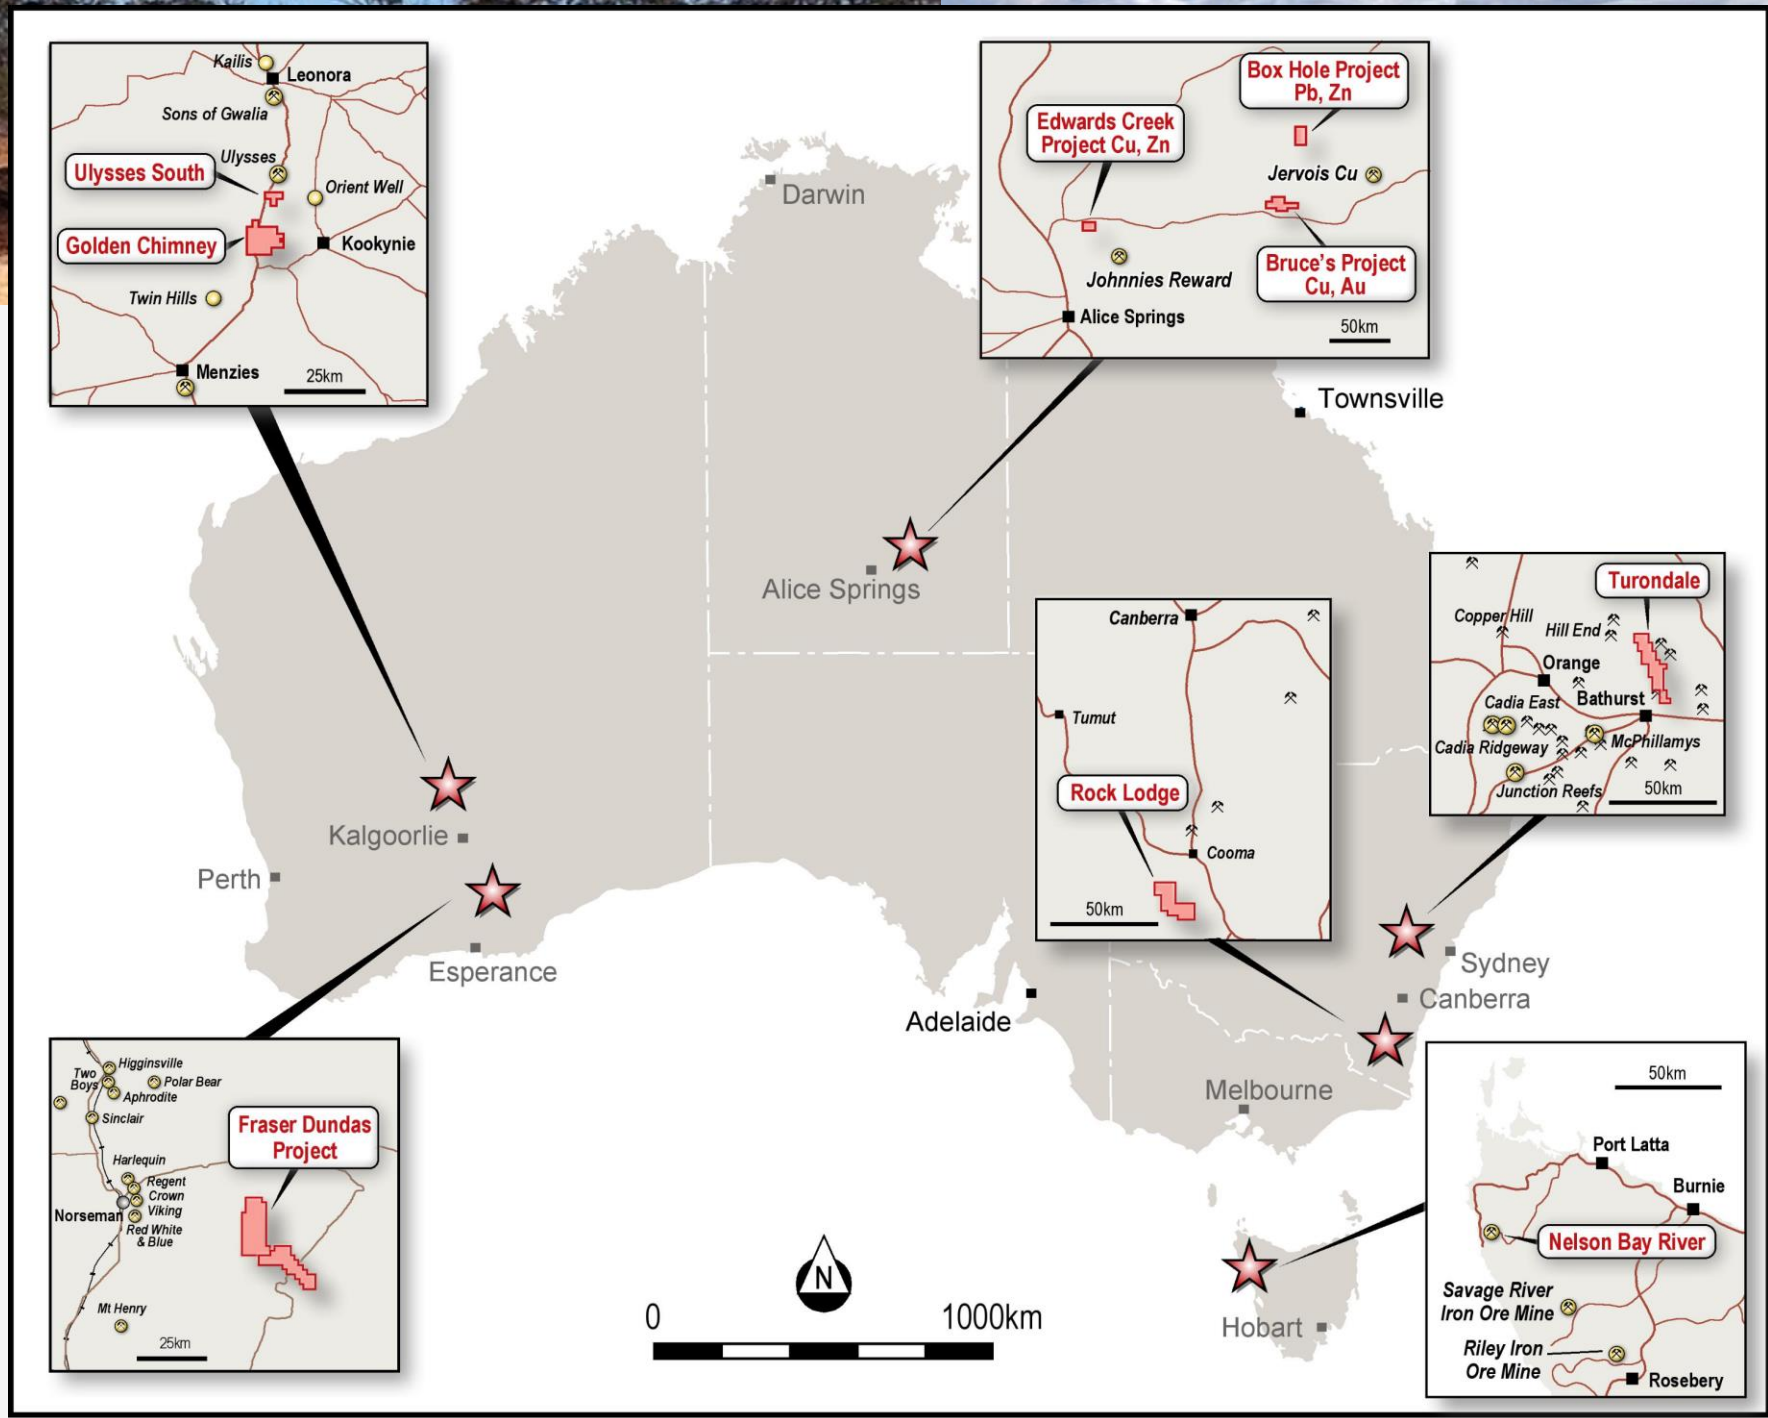 Kailis
Leonora
Sons of Gwalia
Ulysses
Ulysses South
Orient Well
Golden Chimney
Kookynie
Twin Hills
Menzies
25km
Box Hole Project
Pb, Zn
Edwards Creek
Project Cu, Zn
Jervois Cu
Johnnies Reward
Bruce's Project
Cu, Au
Alice Springs
50km
Darwin
Townsville
Alice Springs
Kalgoorlie
Perth
Esperance
Adelaide
Sydney
Canberra
Melbourne
Hobart
Canberra
Tumut
Rock Lodge
Cooma
50km
Turondale
Copper Hill
Hill End
Orange
Cadia East
Bathurst
Cadia Ridgeway
McPhillamys
Junction Reefs
50km
Higginsville
Two
Boys
Polar Bear
Aphrodite
Sinclair
Fraser Dundas
Project
Harlequin
Regent
Crown
Norseman
Viking
Red White
& Blue
Mt Henry
25km
N
0
1000km
50km
Port Latta
Burnie
Nelson Bay River
Savage River
Iron Ore Mine
Riley Iron
Ore Mine
Rosebery